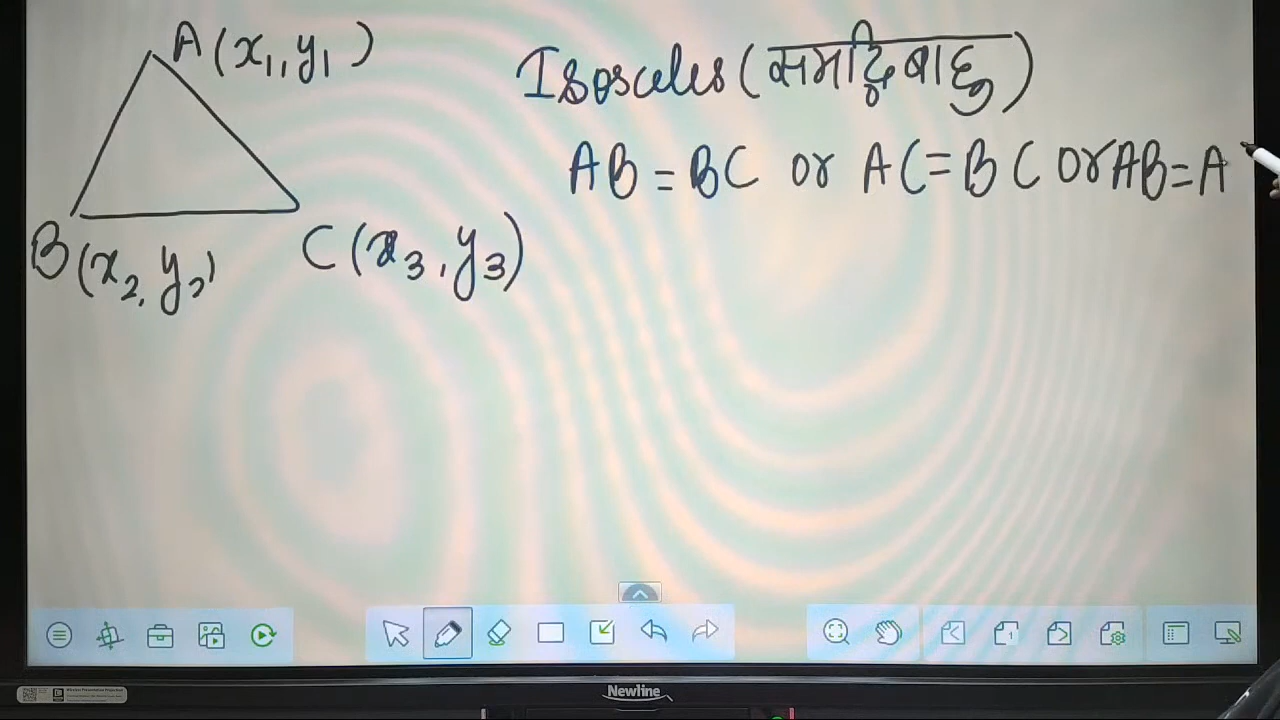 A (x₁, y₁)
Isosceles (समद्विबाहु)
AB = BC or AC = BC or AB = A
B (x₂, y₂)
C (x₃, y₃)
Newline